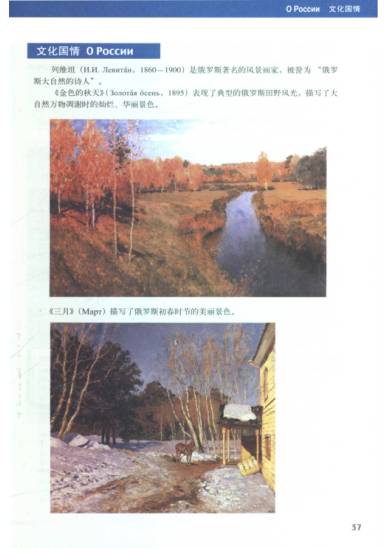 О России 文化国情
文化国情 О России
列维坦（И.И. Левита́н，1860－1900）是俄罗斯著名的风景画家，被誉为“俄罗
斯大自然的诗人”。
《金色的秋天》（Золота́я о́сень，1895）表现了典型的俄罗斯田野风光，描写了大
自然万物凋谢时的灿烂、华丽景色。
《三月》（Март）描写了俄罗斯初春时节的美丽景色。
37